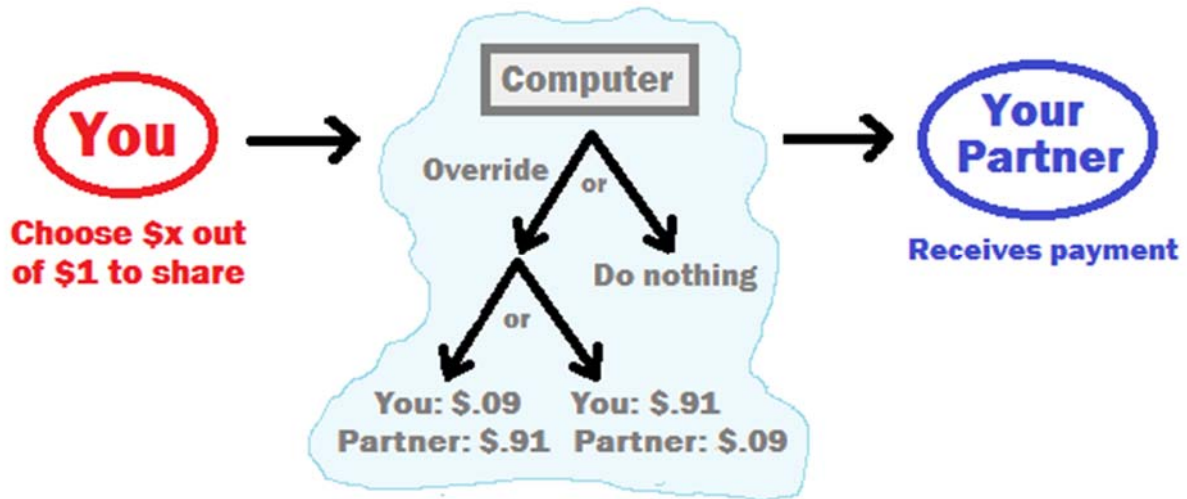 Computer
You
Your
Partner
Override
or
Choose $x out
of $1 to share
Do nothing
Receives payment
or
You: $.09
Partner: $.91
You: $.91
Partner: $.09